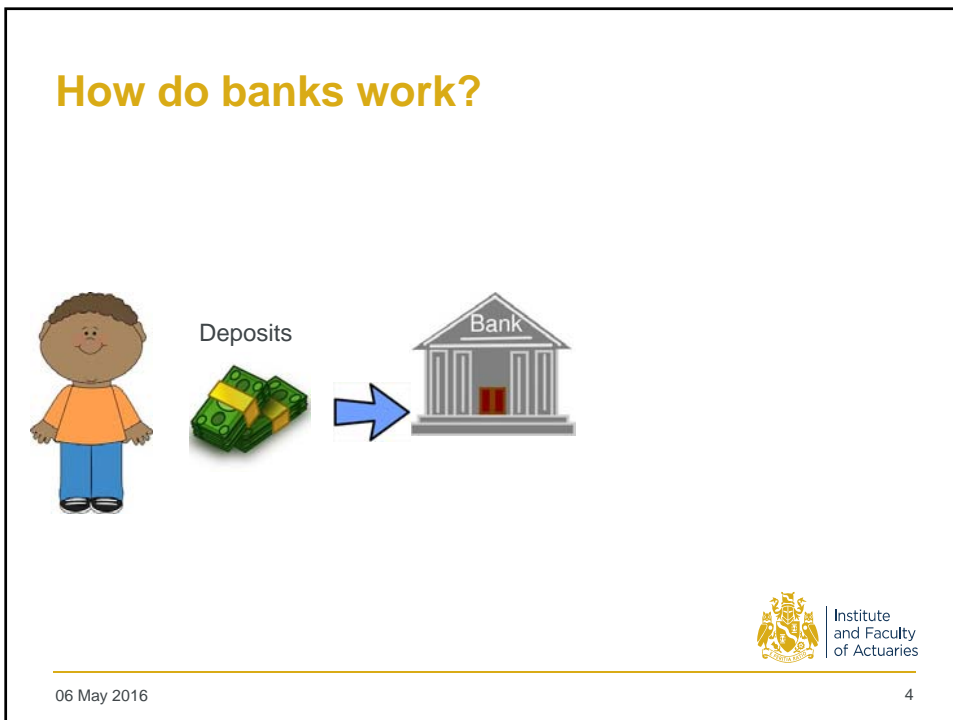 How do banks work?
Deposits
Bank
Institute
and Faculty
of Actuaries
06 May 2016
4